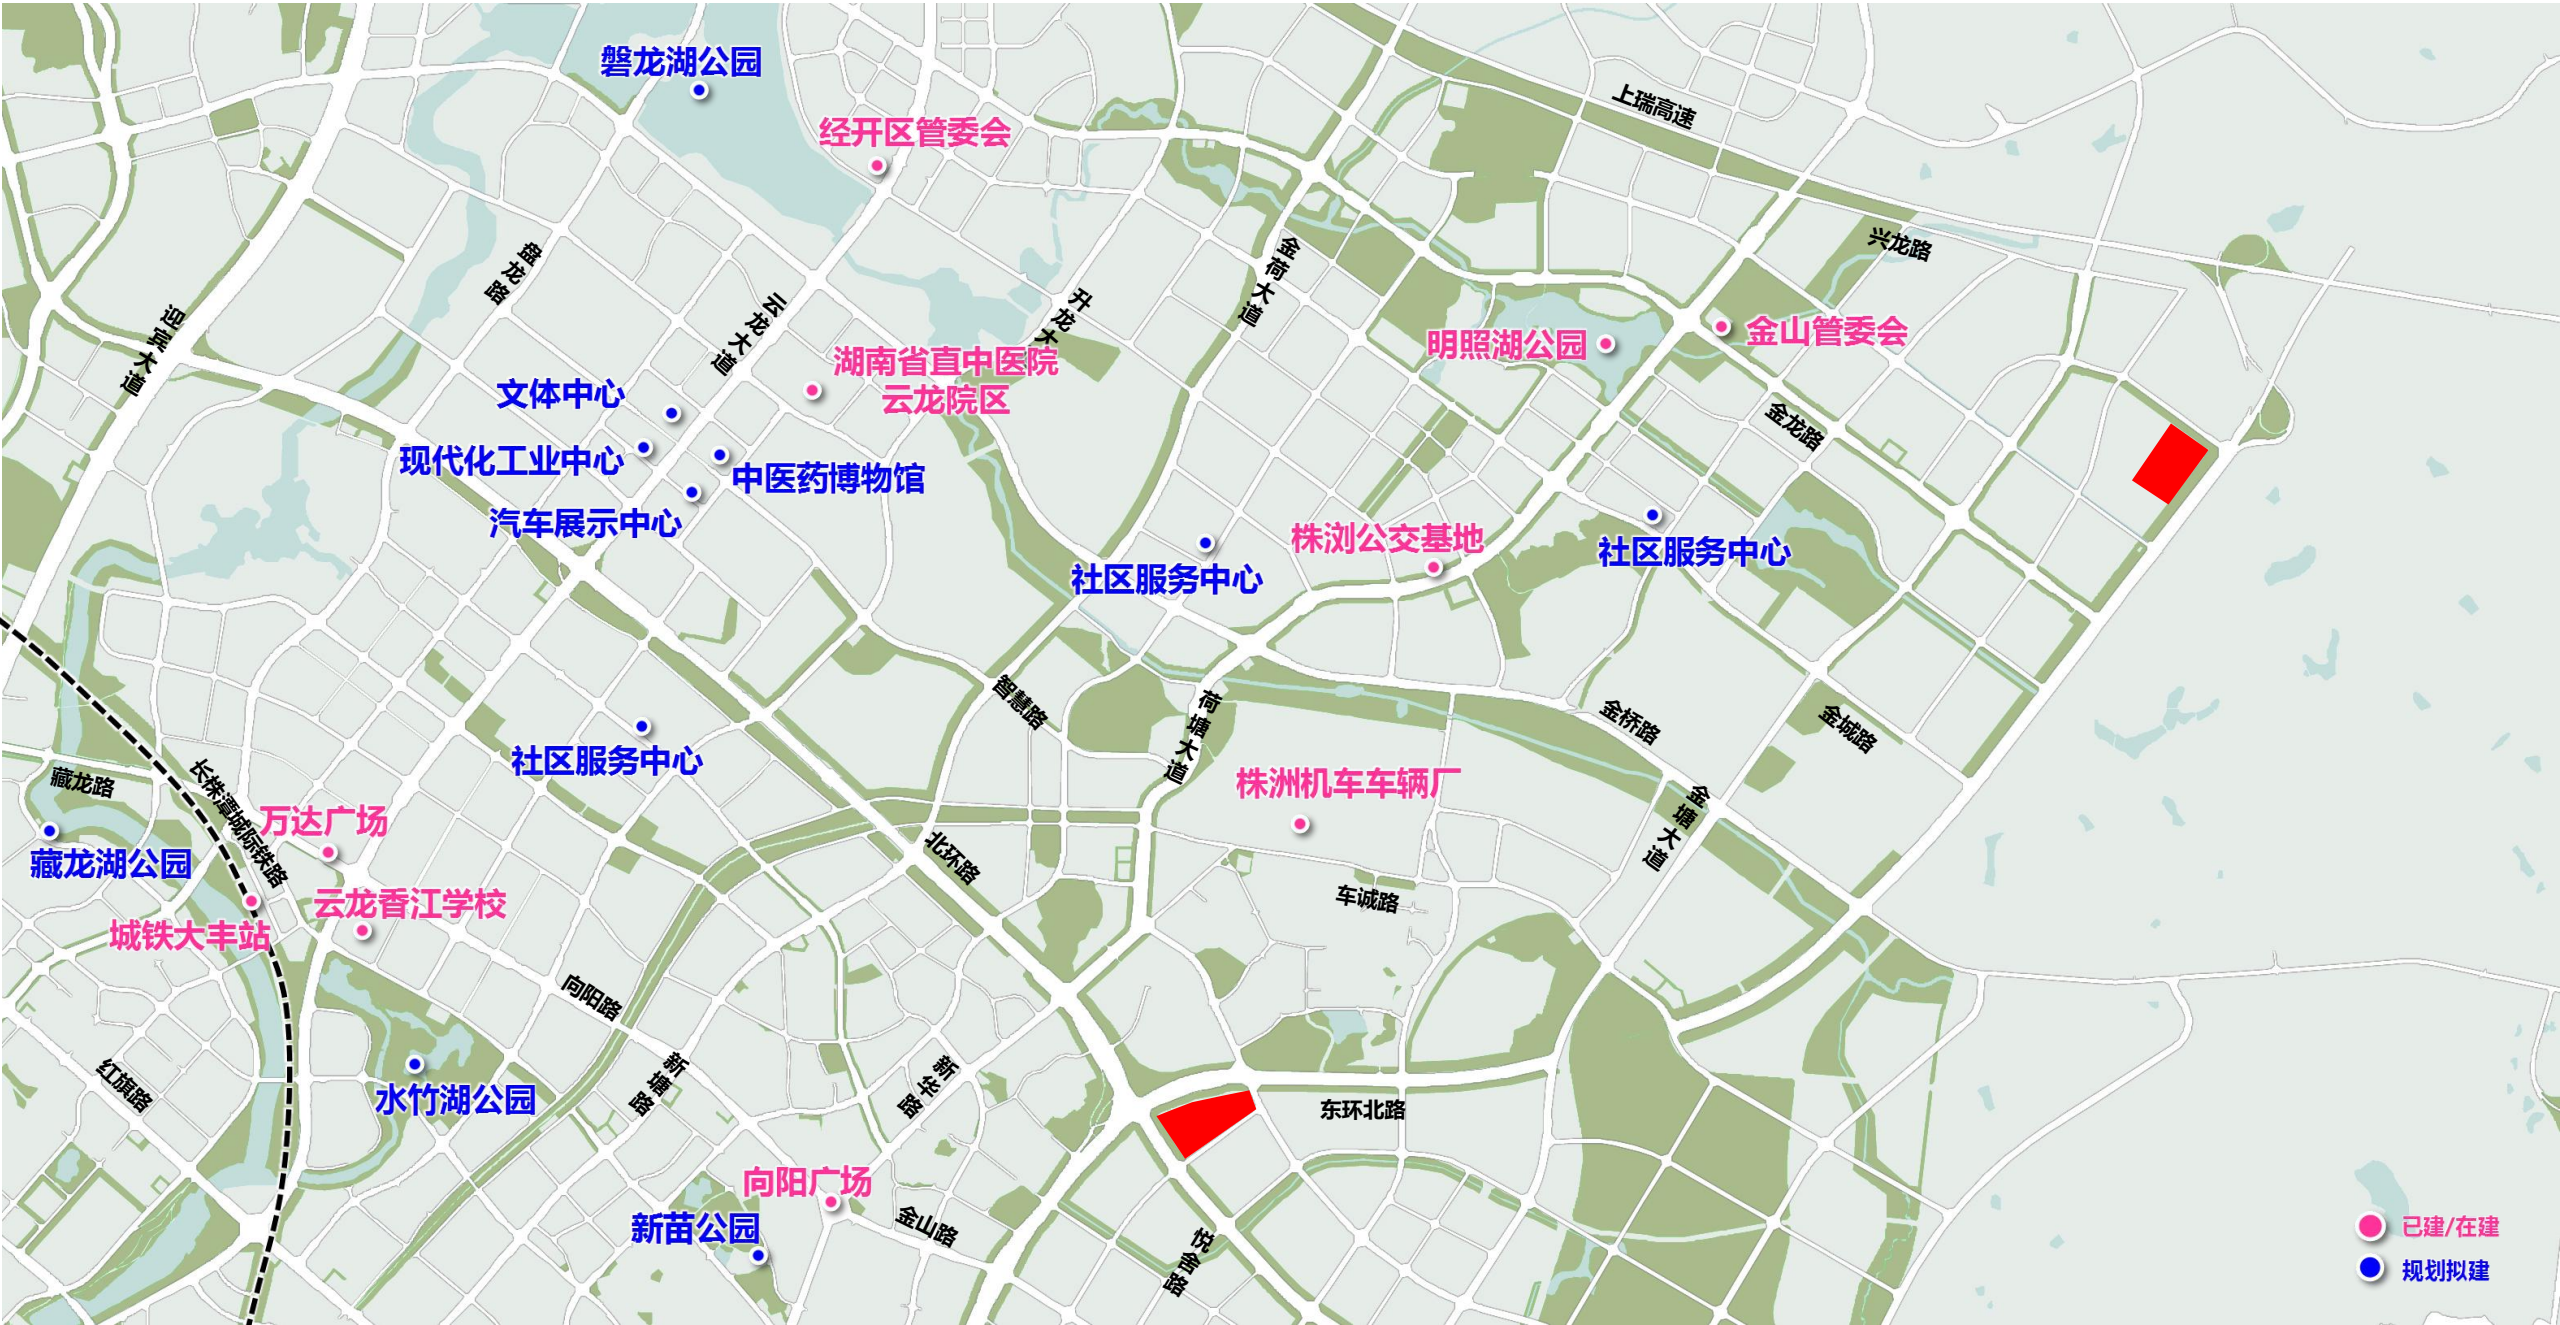 磐龙湖公园
经开区管委会
上瑞高速
兴龙路
盘龙路
金荷大道
迎宾大道
云龙大道
升龙大
明照湖公园
金山管委会
湖南省直中医院
云龙院区
文体中心
金龙路
现代化工业中心
中医药博物馆
汽车展示中心
株浏公交基地
社区服务中心
社区服务中心
智慧路
荷塘大道
金桥路
金城路
社区服务中心
藏龙路
长株潭城际铁路
株洲机车车辆厂
金塘大道
万达广场
藏龙湖公园
北环路
车诚路
云龙香江学校
城铁大丰站
向阳路
红旗路
新塘路
新华路
水竹湖公园
东环北路
向阳广场
新苗公园
金山路
悦舍路
已建/在建
规划拟建